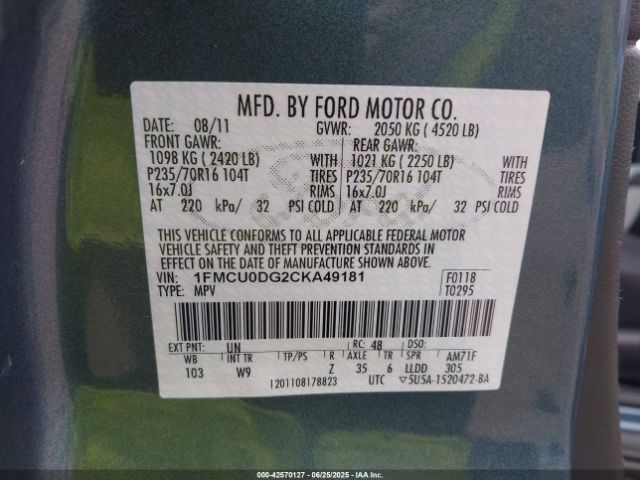 MFD. BY FORD MOTOR CO.
DATE: 08/11 GVWR: 2050 KG ( 4520 LB)
FRONT GAWR: REAR GAWR:
1098 KG ( 2420 LB) WITH 1021 KG ( 2250 LB) WITH
P235/70R16 104T TIRES P235/70R16 104T TIRES
16x7.0J RIMS 16x7.0J RIMS
AT 220 kPa/ 32 PSI COLD AT 220 kPa/ 32 PSI COLD
THIS VEHICLE CONFORMS TO ALL APPLICABLE FEDERAL MOTOR
VEHICLE SAFETY AND THEFT PREVENTION STANDARDS IN
EFFECT ON THE DATE OF MANUFACTURE SHOWN ABOVE.
VIN: 1FMCU0DG2CKA49181 F0118
TYPE: MPV T0295
EXT PNT: UN RC: 48 DSO:
WB INT TR TP/PS R AXLE TR SPR AM71F
103 W9 Z 35 6 LLDD 305
1201108178823 UTC ▽5U5A-1520472-BA
000-42570127 - 06/25/2025 - IAA Inc.